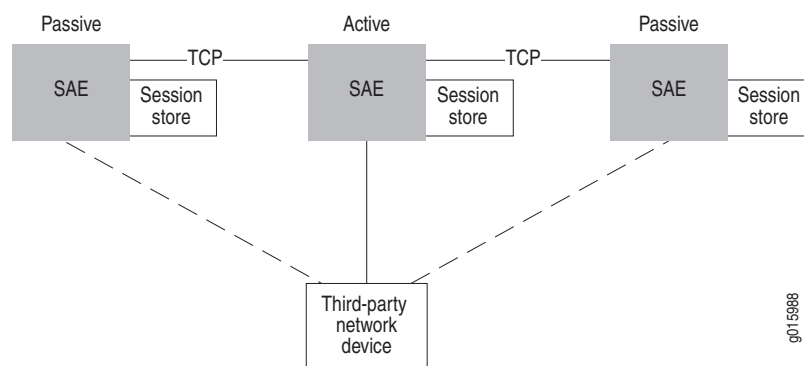 Passive
Active
Passive
TCP
TCP
SAE
SAE
SAE
Session
store
Session
store
Session
store
Third-party
network
device
g015988